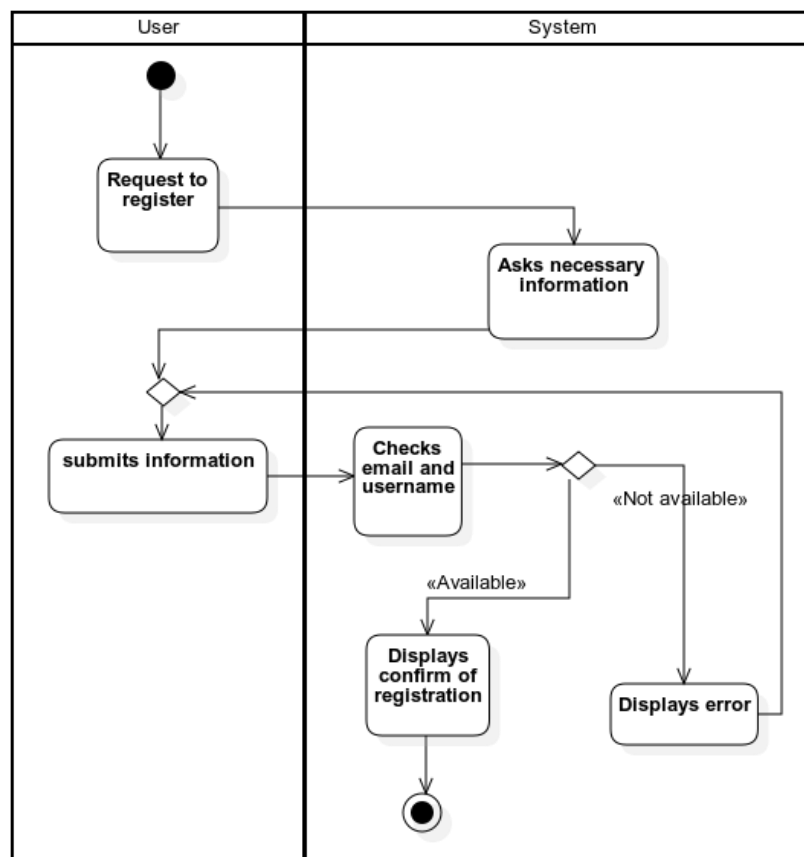 User
System
Request to
register
Asks necessary
information
submits information
Checks
email and
username
«Not available»
«Available»
Displays
confirm of
registration
Displays error